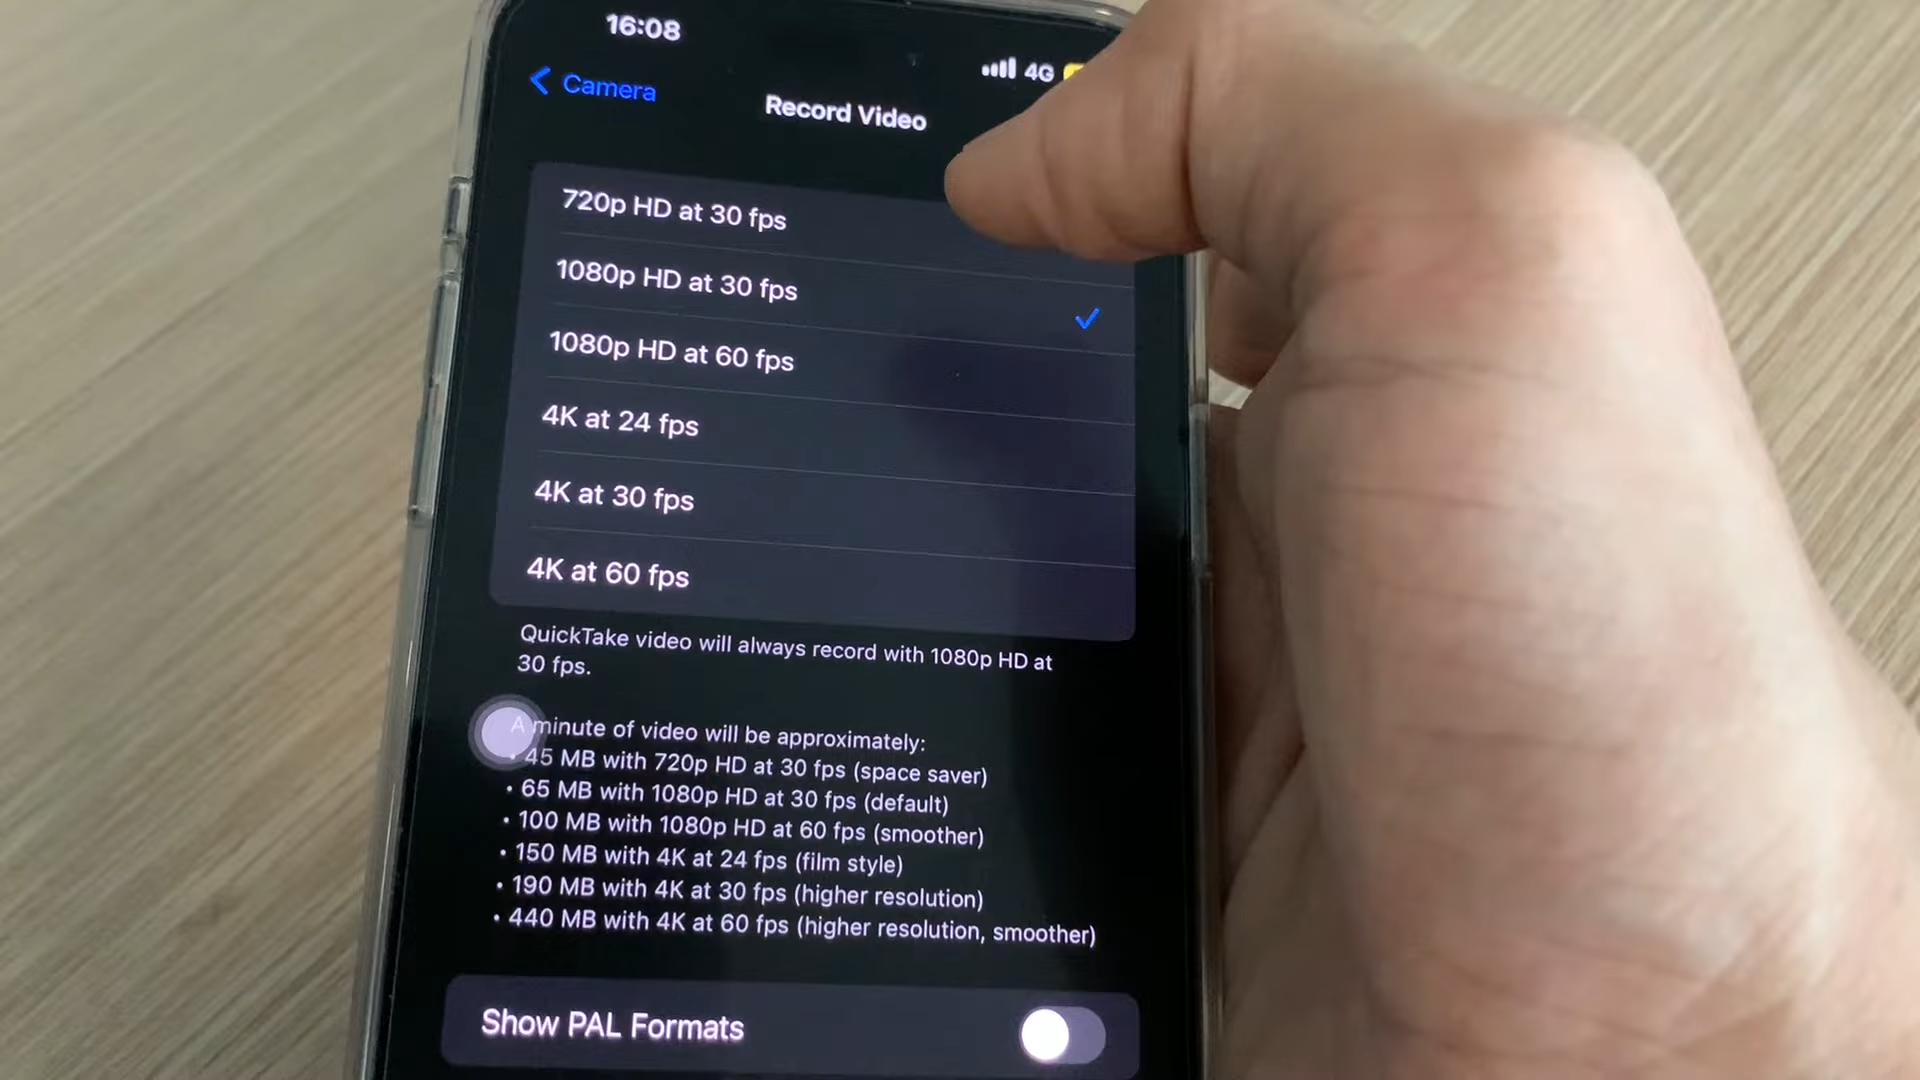 16:08
4G
Camera
Record Video
720p HD at 30 fps
1080p HD at 30 fps
1080p HD at 60 fps
4K at 24 fps
4K at 30 fps
4K at 60 fps
QuickTake video will always record with 1080p HD at
30 fps.
A minute of video will be approximately:
• 45 MB with 720p HD at 30 fps (space saver)
• 65 MB with 1080p HD at 30 fps (default)
• 100 MB with 1080p HD at 60 fps (smoother)
• 150 MB with 4K at 24 fps (film style)
• 190 MB with 4K at 30 fps (higher resolution)
• 440 MB with 4K at 60 fps (higher resolution, smoother)
Show PAL Formats